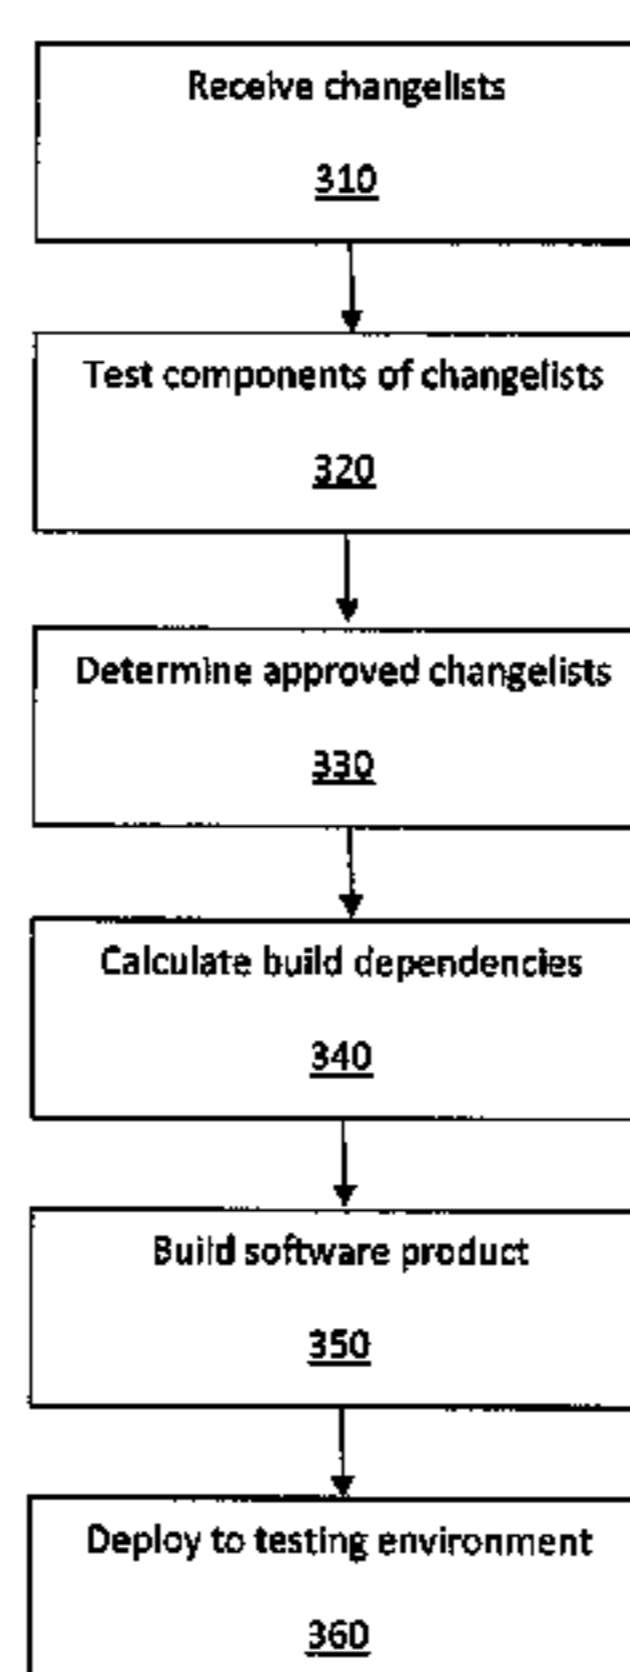 Receive changelists
310
Test components of changelists
320
Determine approved changelists
330
Calculate build dependencies
340
Build software product
350
Deploy to testing environment
360